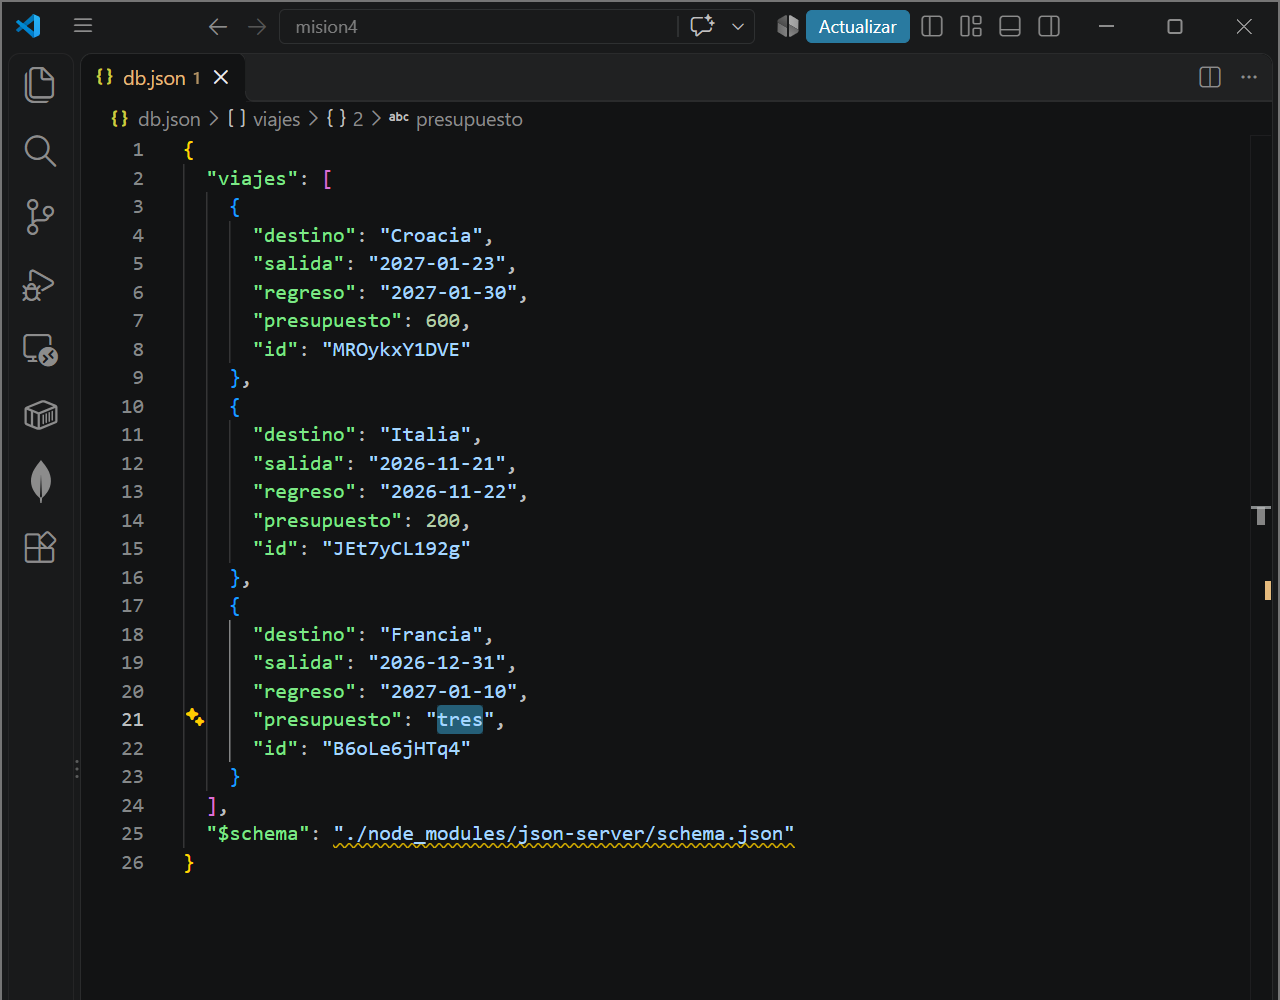 mision4
Actualizar
{} db.json 1
{} db.json > [ ] viajes > { } 2 > abc presupuesto
1 {
2 "viajes": [
3 {
4 "destino": "Croacia",
5 "salida": "2027-01-23",
6 "regreso": "2027-01-30",
7 "presupuesto": 600,
8 "id": "MROykxY1DVE"
9 },
10 {
11 "destino": "Italia",
12 "salida": "2026-11-21",
13 "regreso": "2026-11-22",
14 "presupuesto": 200,
15 "id": "JEt7yCL192g"
16 },
17 {
18 "destino": "Francia",
19 "salida": "2026-12-31",
20 "regreso": "2027-01-10",
21 "presupuesto": "tres",
22 "id": "B6oLe6jHTq4"
23 }
24 ],
25 "$schema": "./node_modules/json-server/schema.json"
26 }